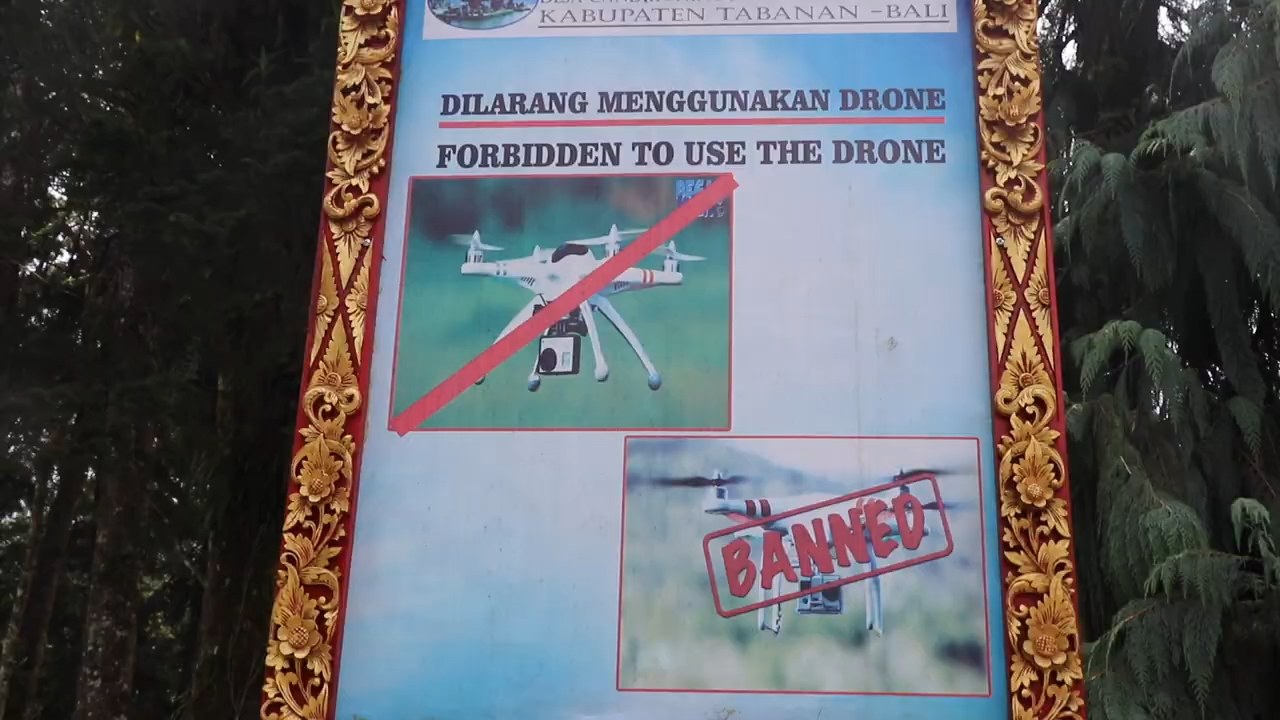 KABUPATEN TABANAN -BALI
DILARANG MENGGUNAKAN DRONE
FORBIDDEN TO USE THE DRONE
BANNED